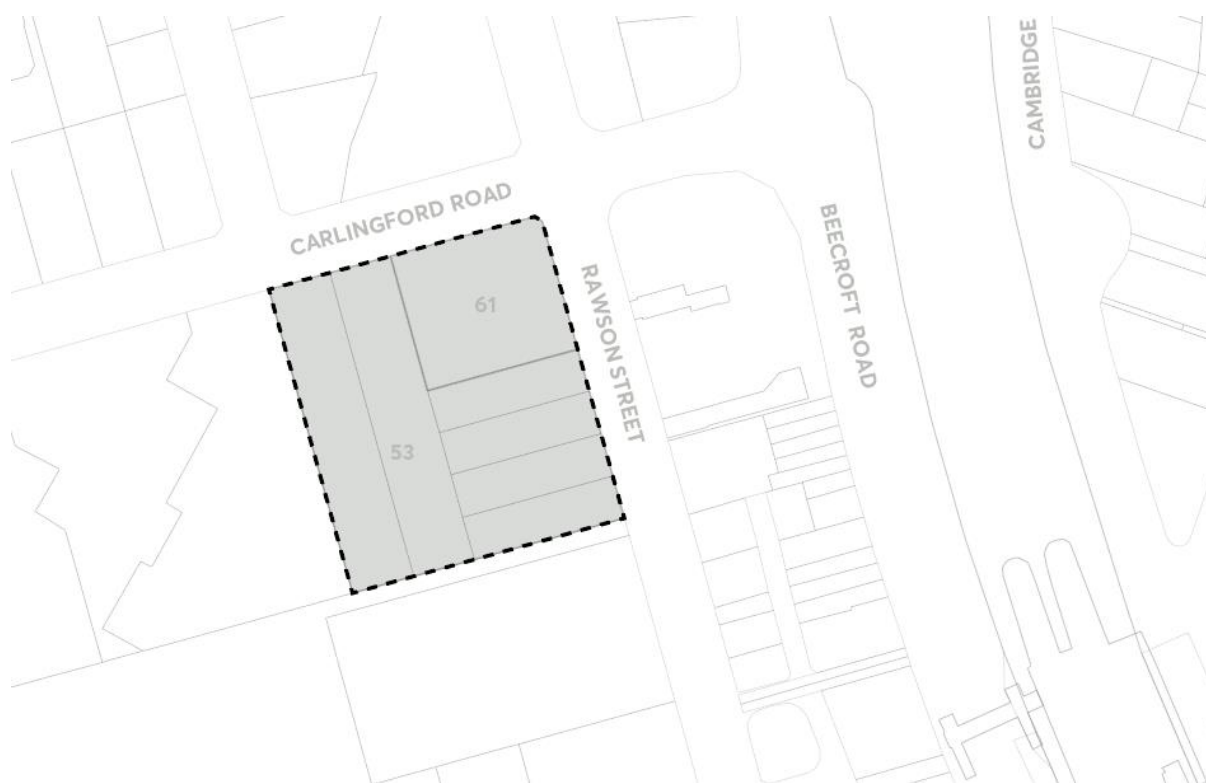 CAMBRIDGE
CARLINGFORD ROAD
BEECROFT ROAD
RAWSON STREET
61
53